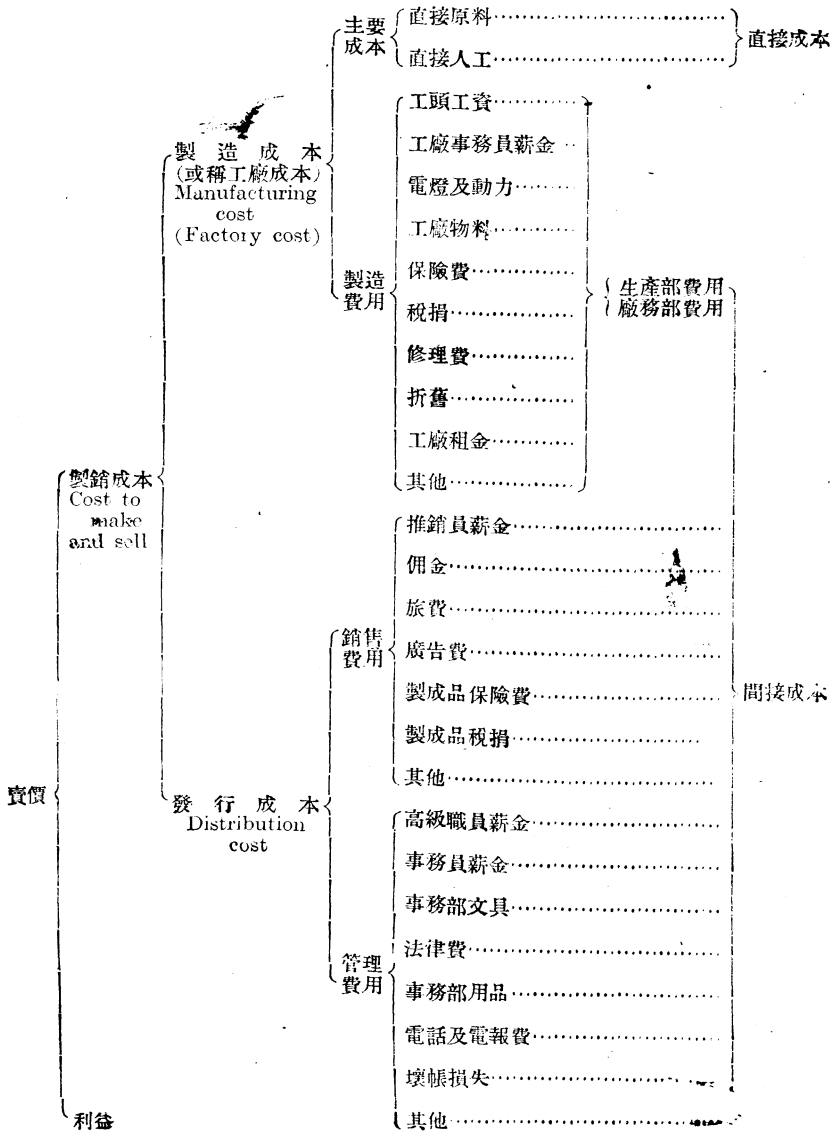 主要
成本
直接原料
直接人工
直接成本
製造成本
(或稱工廠成本)
Manufacturing
cost
(Factory cost)
製造
費用
工頭工資
工廠事務員薪金
電燈及動力
工廠物料
保險費
稅捐
修理費
折舊
工廠租金
其他
生產部費用
廠務部費用
製銷成本
Cost to
make
and sell
銷售
費用
推銷員薪金
佣金
旅費
廣告費
製成品保險費
製成品稅捐
其他
間接成本
賣價
發行成本
Distribution
cost
管理
費用
高級職員薪金
事務員薪金
事務部文具
法律費
事務部用品
電話及電報費
壞帳損失
其他
利益